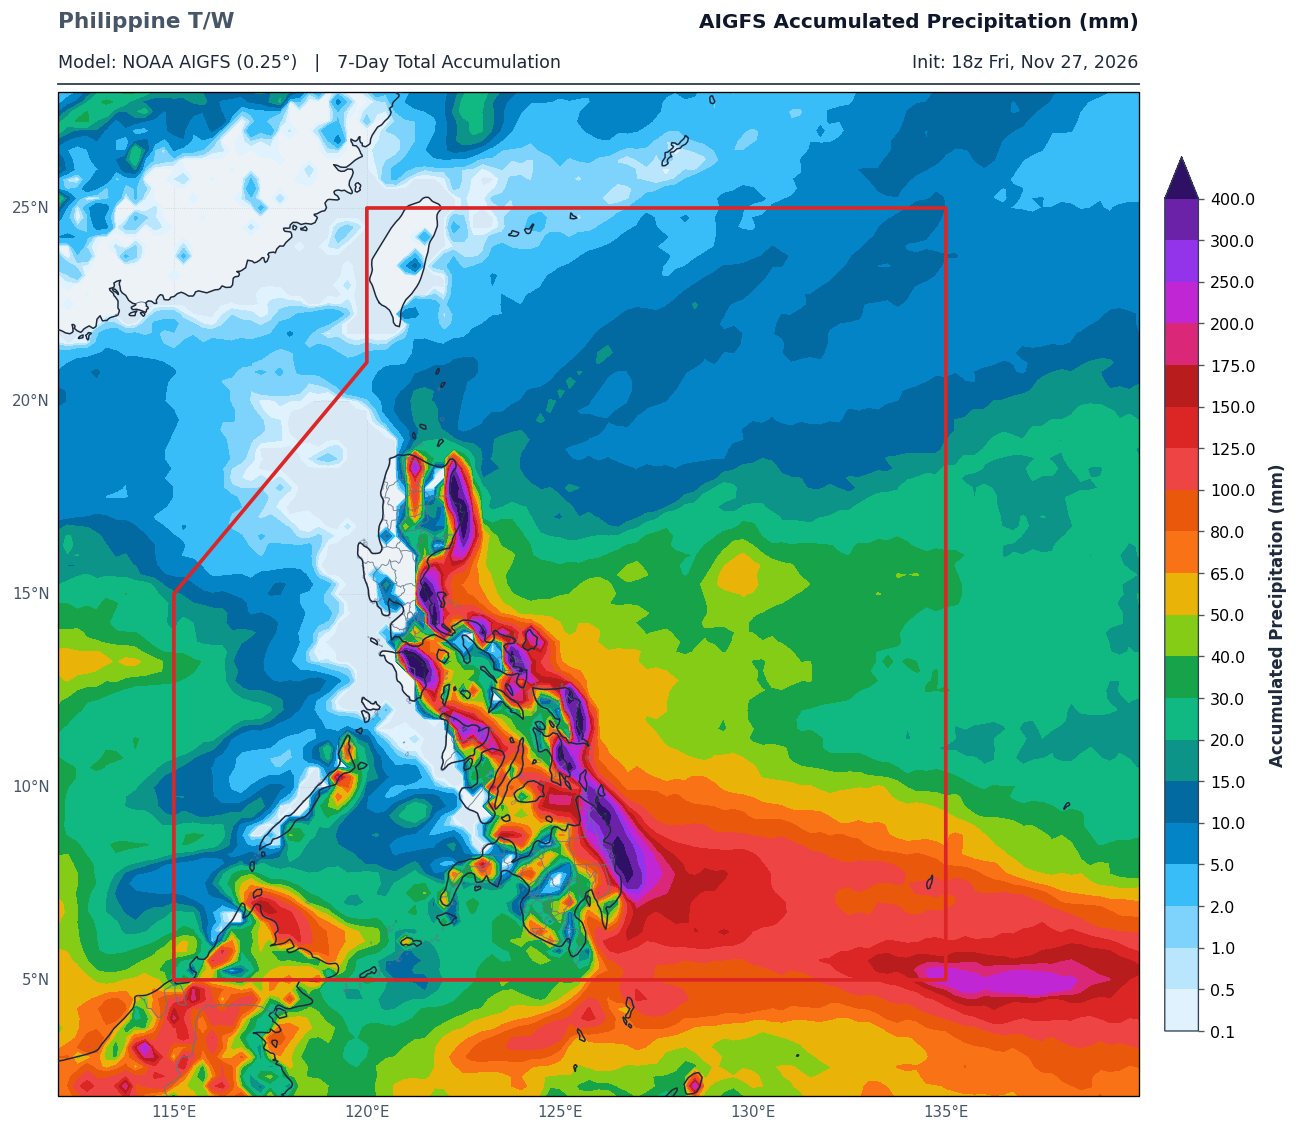 Philippine T/W
AIGFS Accumulated Precipitation (mm)
Model: NOAA AIGFS (0.25°)   |   7-Day Total Accumulation
Init: 18z Fri, Nov 27, 2026
25°N
20°N
15°N
10°N
5°N
115°E
120°E
125°E
130°E
135°E
400.0
300.0
250.0
200.0
175.0
150.0
125.0
100.0
80.0
65.0
50.0
40.0
30.0
20.0
15.0
10.0
5.0
2.0
1.0
0.5
0.1
Accumulated Precipitation (mm)